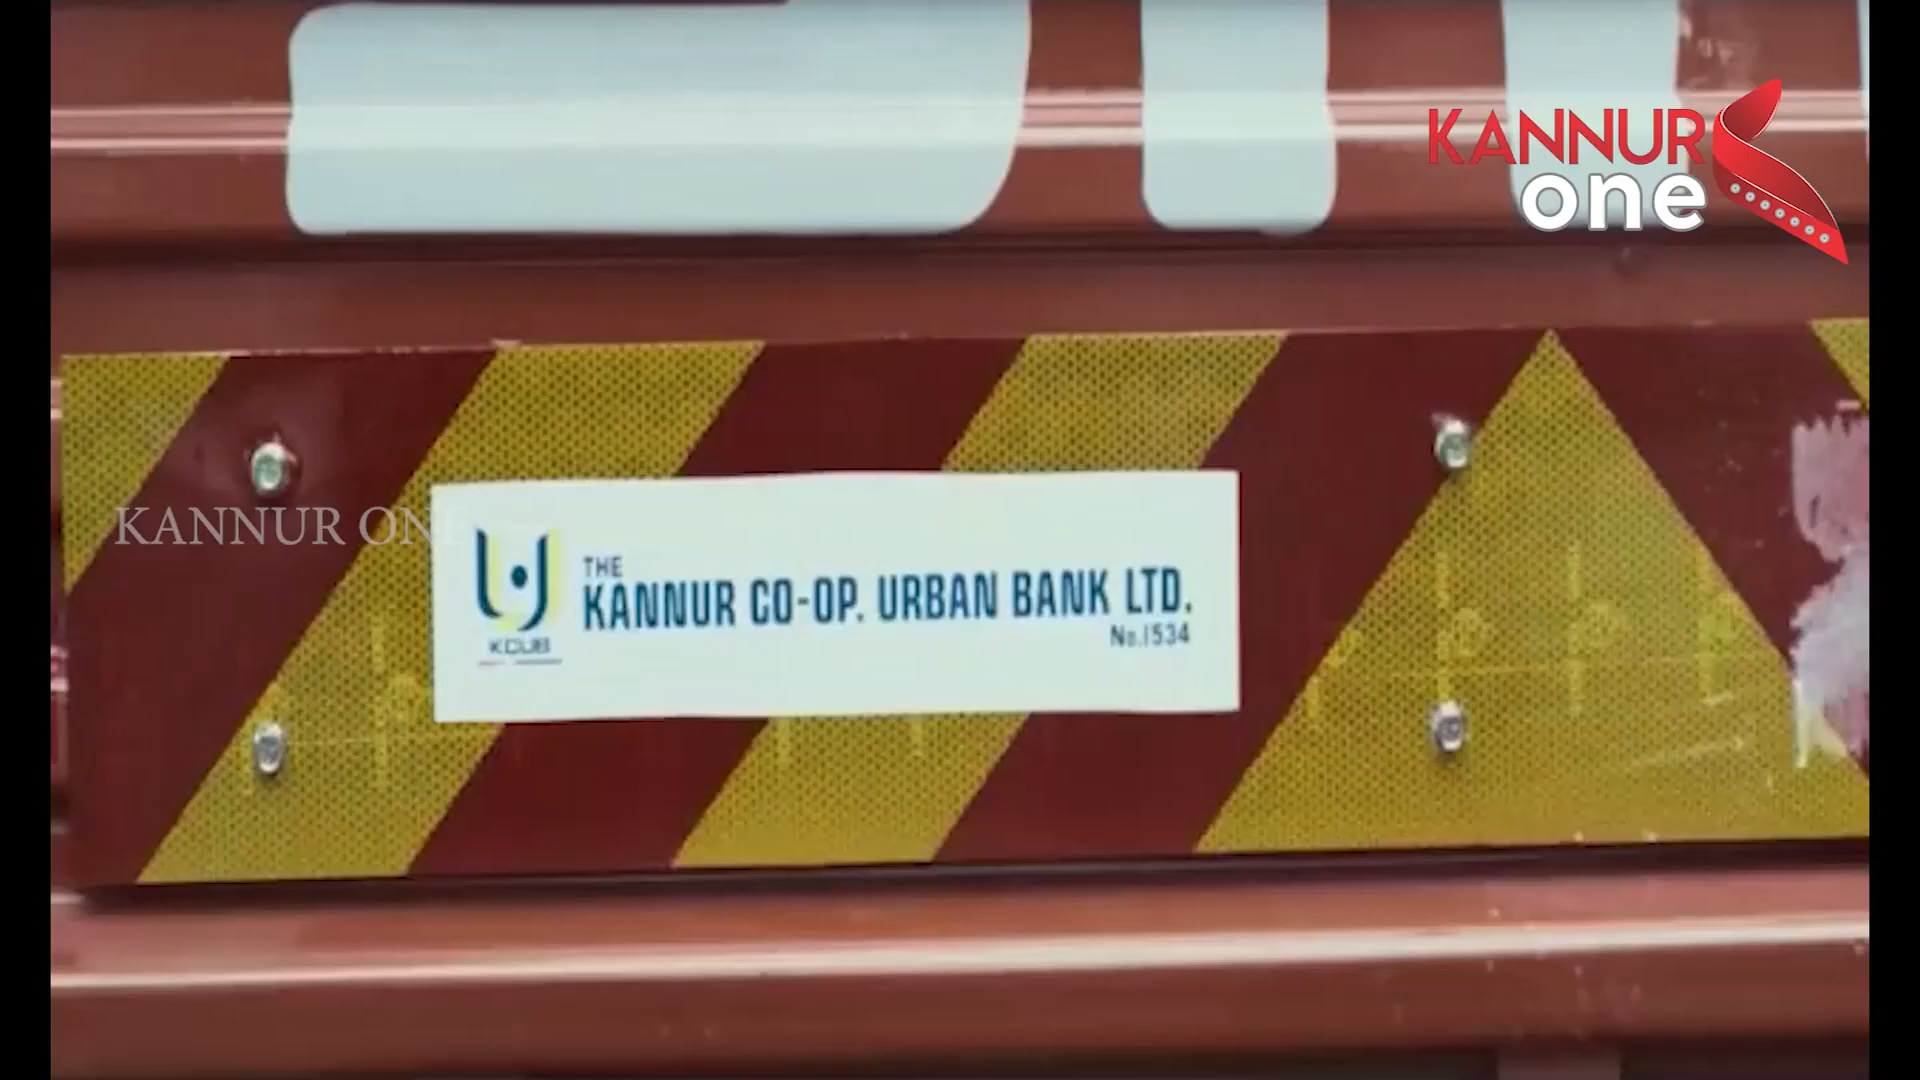 KANNUR
one
KANNUR ONE
THE
KANNUR CO-OP. URBAN BANK LTD.
No.1534
KCUB